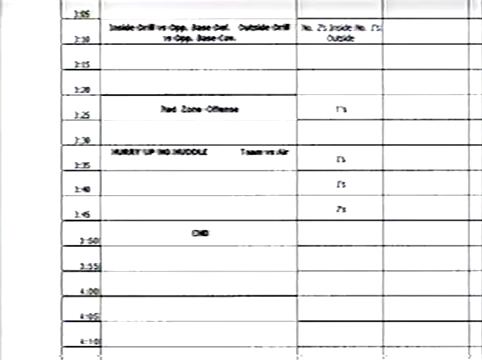 3:05
Inside-Drill vs Opp. Base-Def. Outside-Drill No. 2's Inside No. 1's
3:10 vs Opp. Base-Cov. Outside
3:15
3:20
3:25 Red Zone -Offense 1's
3:30
HURRY UP NO HUDDLE Team vs Air
3:35 1's
3:40 1's
3:45 2's
END
3:50
3:55
4:00
4:05
4:10